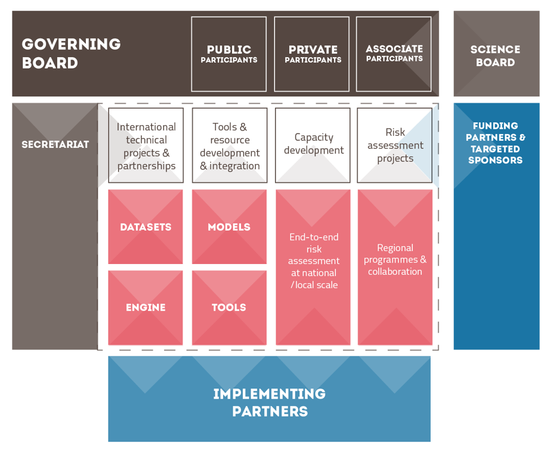 GOVERNING
BOARD
PUBLIC
PARTICIPANTS
PRIVATE
PARTICIPANTS
ASSOCIATE
PARTICIPANTS
SCIENCE
BOARD
SECRETARIAT
International
technical
projects &
partnerships
Tools &
resource
development
& integration
Capacity
development
Risk
assessment
projects
FUNDING
PARTNERS &
TARGETED
SPONSORS
DATASETS
MODELS
End-to-end
risk
assessment
at national
/local scale
Regional
programmes &
collaboration
ENGINE
TOOLS
IMPLEMENTING
PARTNERS